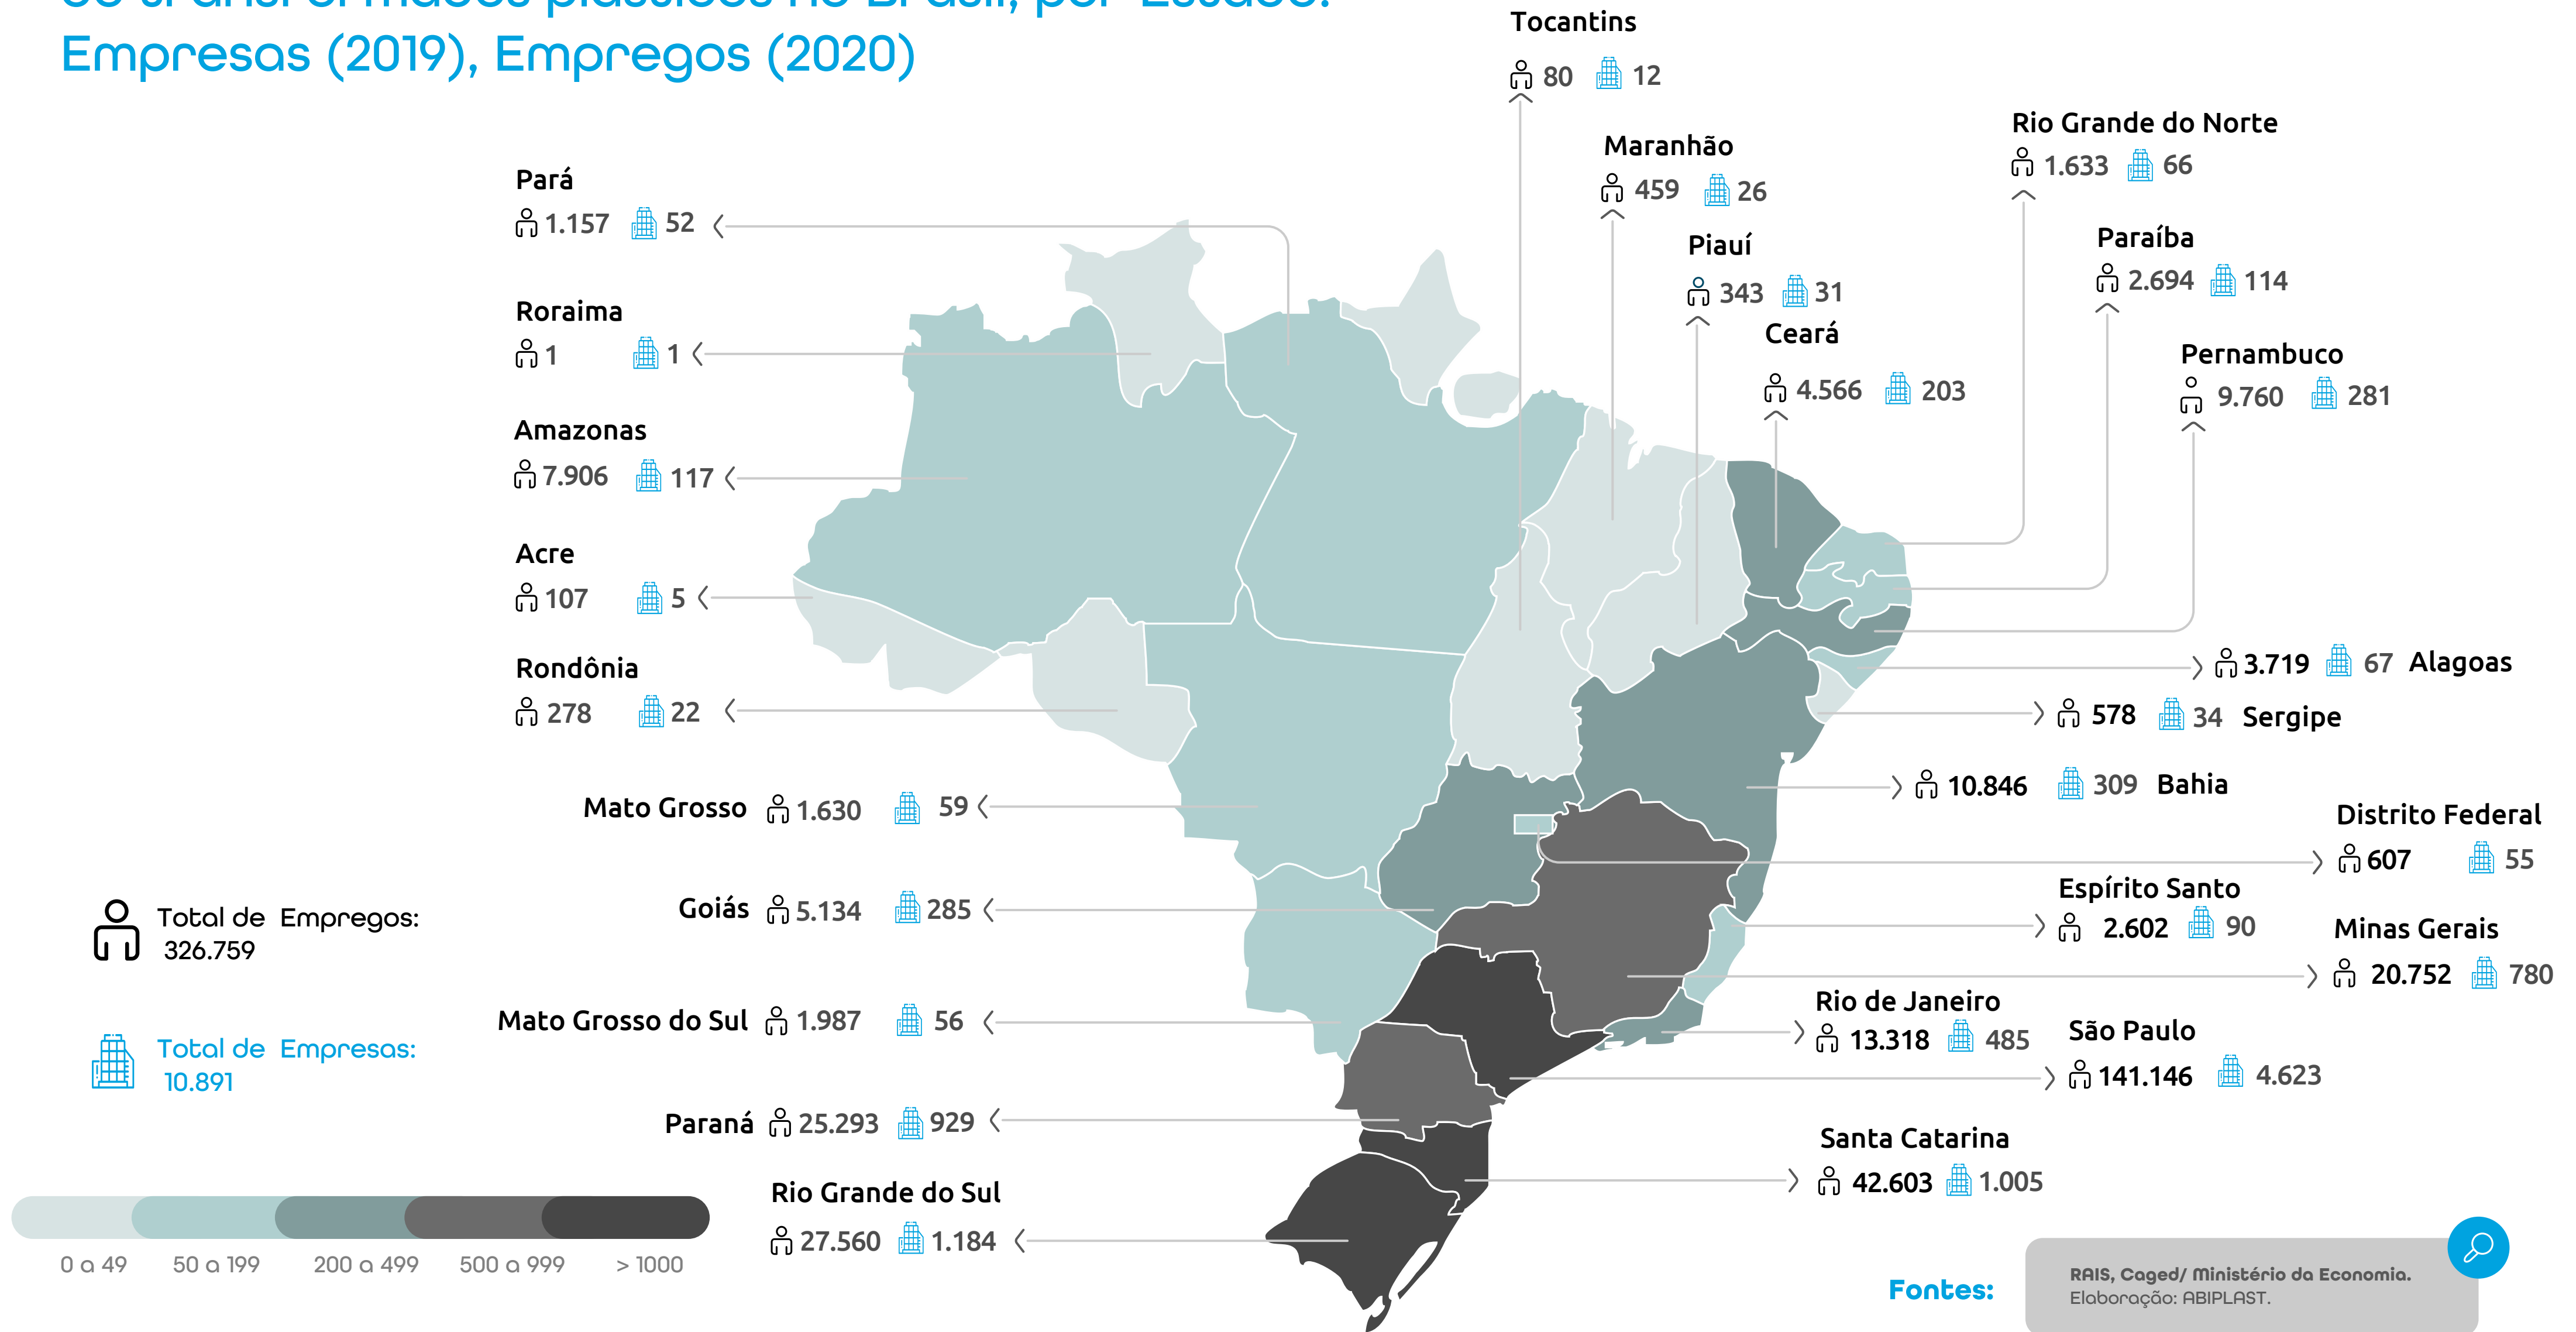 de transformados plásticos no Brasil, por Estado:
Empresas (2019), Empregos (2020)
Tocantins
80 12
Maranhão
459 26
Rio Grande do Norte
1.633 66
Pará
1.157 52
Piauí
343 31
Paraíba
2.694 114
Roraima
1 1
Ceará
4.566 203
Pernambuco
9.760 281
Amazonas
7.906 117
Acre
107 5
Rondônia
278 22
3.719 67 Alagoas
578 34 Sergipe
10.846 309 Bahia
Mato Grosso 1.630 59
Distrito Federal
607 55
Goiás 5.134 285
Espírito Santo
2.602 90
Minas Gerais
20.752 780
Total de Empregos:
326.759
Mato Grosso do Sul 1.987 56
Rio de Janeiro
13.318 485
São Paulo
141.146 4.623
Total de Empresas:
10.891
Paraná 25.293 929
Santa Catarina
42.603 1.005
Rio Grande do Sul
27.560 1.184
0 a 49 50 a 199 200 a 499 500 a 999 > 1000
Fontes:
RAIS, Caged/ Ministério da Economia.
Elaboração: ABIPLAST.